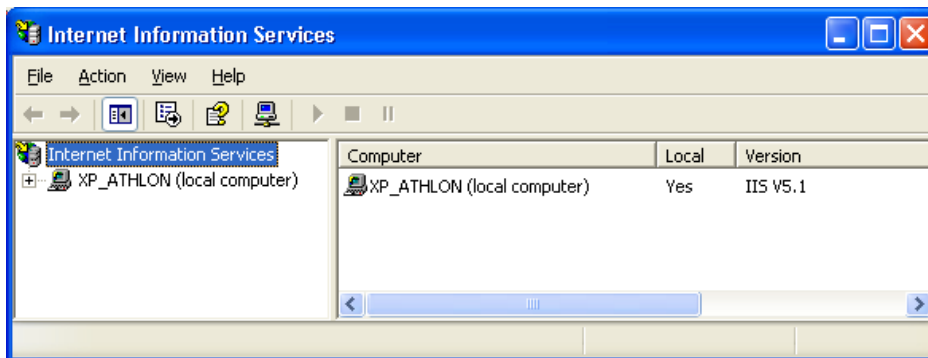 Internet Information Services
File Action View Help
Internet Information Services
XP_ATHLON (local computer)
Computer Local Version
XP_ATHLON (local computer) Yes IIS V5.1